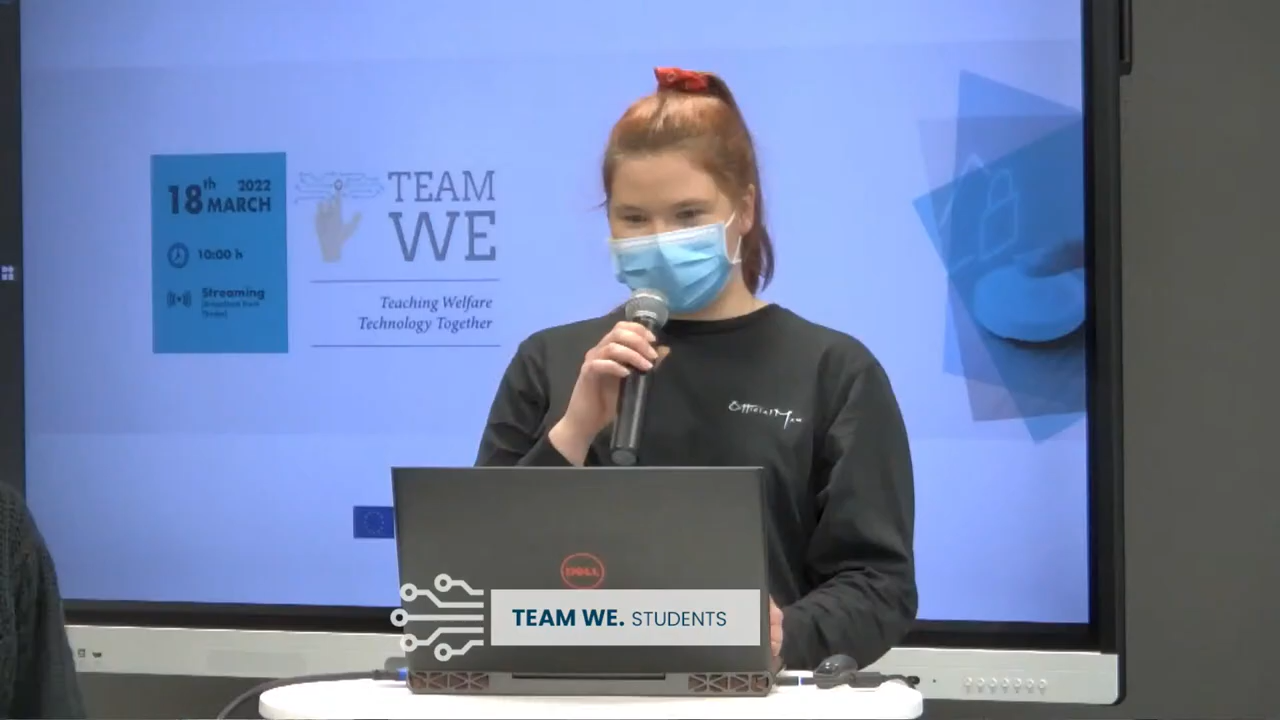 18th 2022
MARCH
10:00 h
Streaming
TEAM
WE
Teaching Welfare
Technology Together
DELL
TEAM WE. STUDENTS